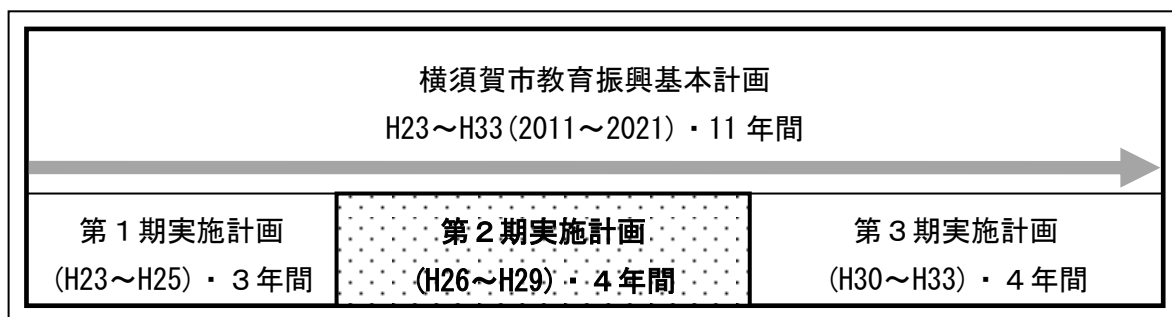 横須賀市教育振興基本計画
H23～H33(2011～2021)・11年間
第1期実施計画
(H23～H25)・3年間
第2期実施計画
(H26～H29)・4年間
第3期実施計画
(H30～H33)・4年間